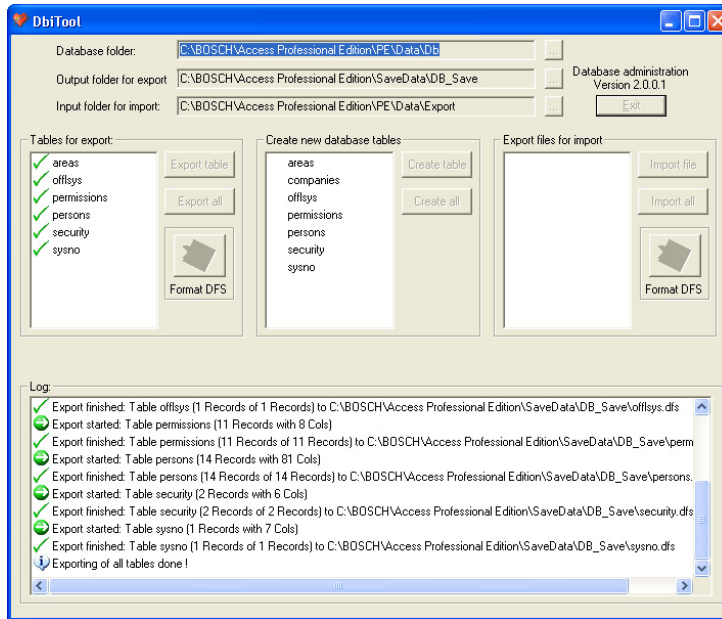 DbiTool
Database folder: C:\BOSCH\Access Professional Edition\PE\Data\Db ...
Output folder for export C:\BOSCH\Access Professional Edition\SaveData\DB_Save ...
Input folder for import: C:\BOSCH\Access Professional Edition\PE\Data\Export ...
Database administration
Version 2.0.0.1
Exit
Tables for export:
areas
offlsys
permissions
persons
security
sysno
Export table
Export all
Format DFS
Create new database tables
areas
companies
offlsys
permissions
persons
security
sysno
Create table
Create all
Export files for import
Import file
Import all
Format DFS
Log:
Export finished: Table offlsys (1 Records of 1 Records) to C:\BOSCH\Access Professional Edition\SaveData\DB_Save\offlsys.dfs
Export started: Table permissions (11 Records with 8 Cols)
Export finished: Table permissions (11 Records of 11 Records) to C:\BOSCH\Access Professional Edition\SaveData\DB_Save\perm
Export started: Table persons (14 Records with 81 Cols)
Export finished: Table persons (14 Records of 14 Records) to C:\BOSCH\Access Professional Edition\SaveData\DB_Save\persons.
Export started: Table security (2 Records with 6 Cols)
Export finished: Table security (2 Records of 2 Records) to C:\BOSCH\Access Professional Edition\SaveData\DB_Save\security.dfs
Export started: Table sysno (1 Records with 7 Cols)
Export finished: Table sysno (1 Records of 1 Records) to C:\BOSCH\Access Professional Edition\SaveData\DB_Save\sysno.dfs
Exporting of all tables done !